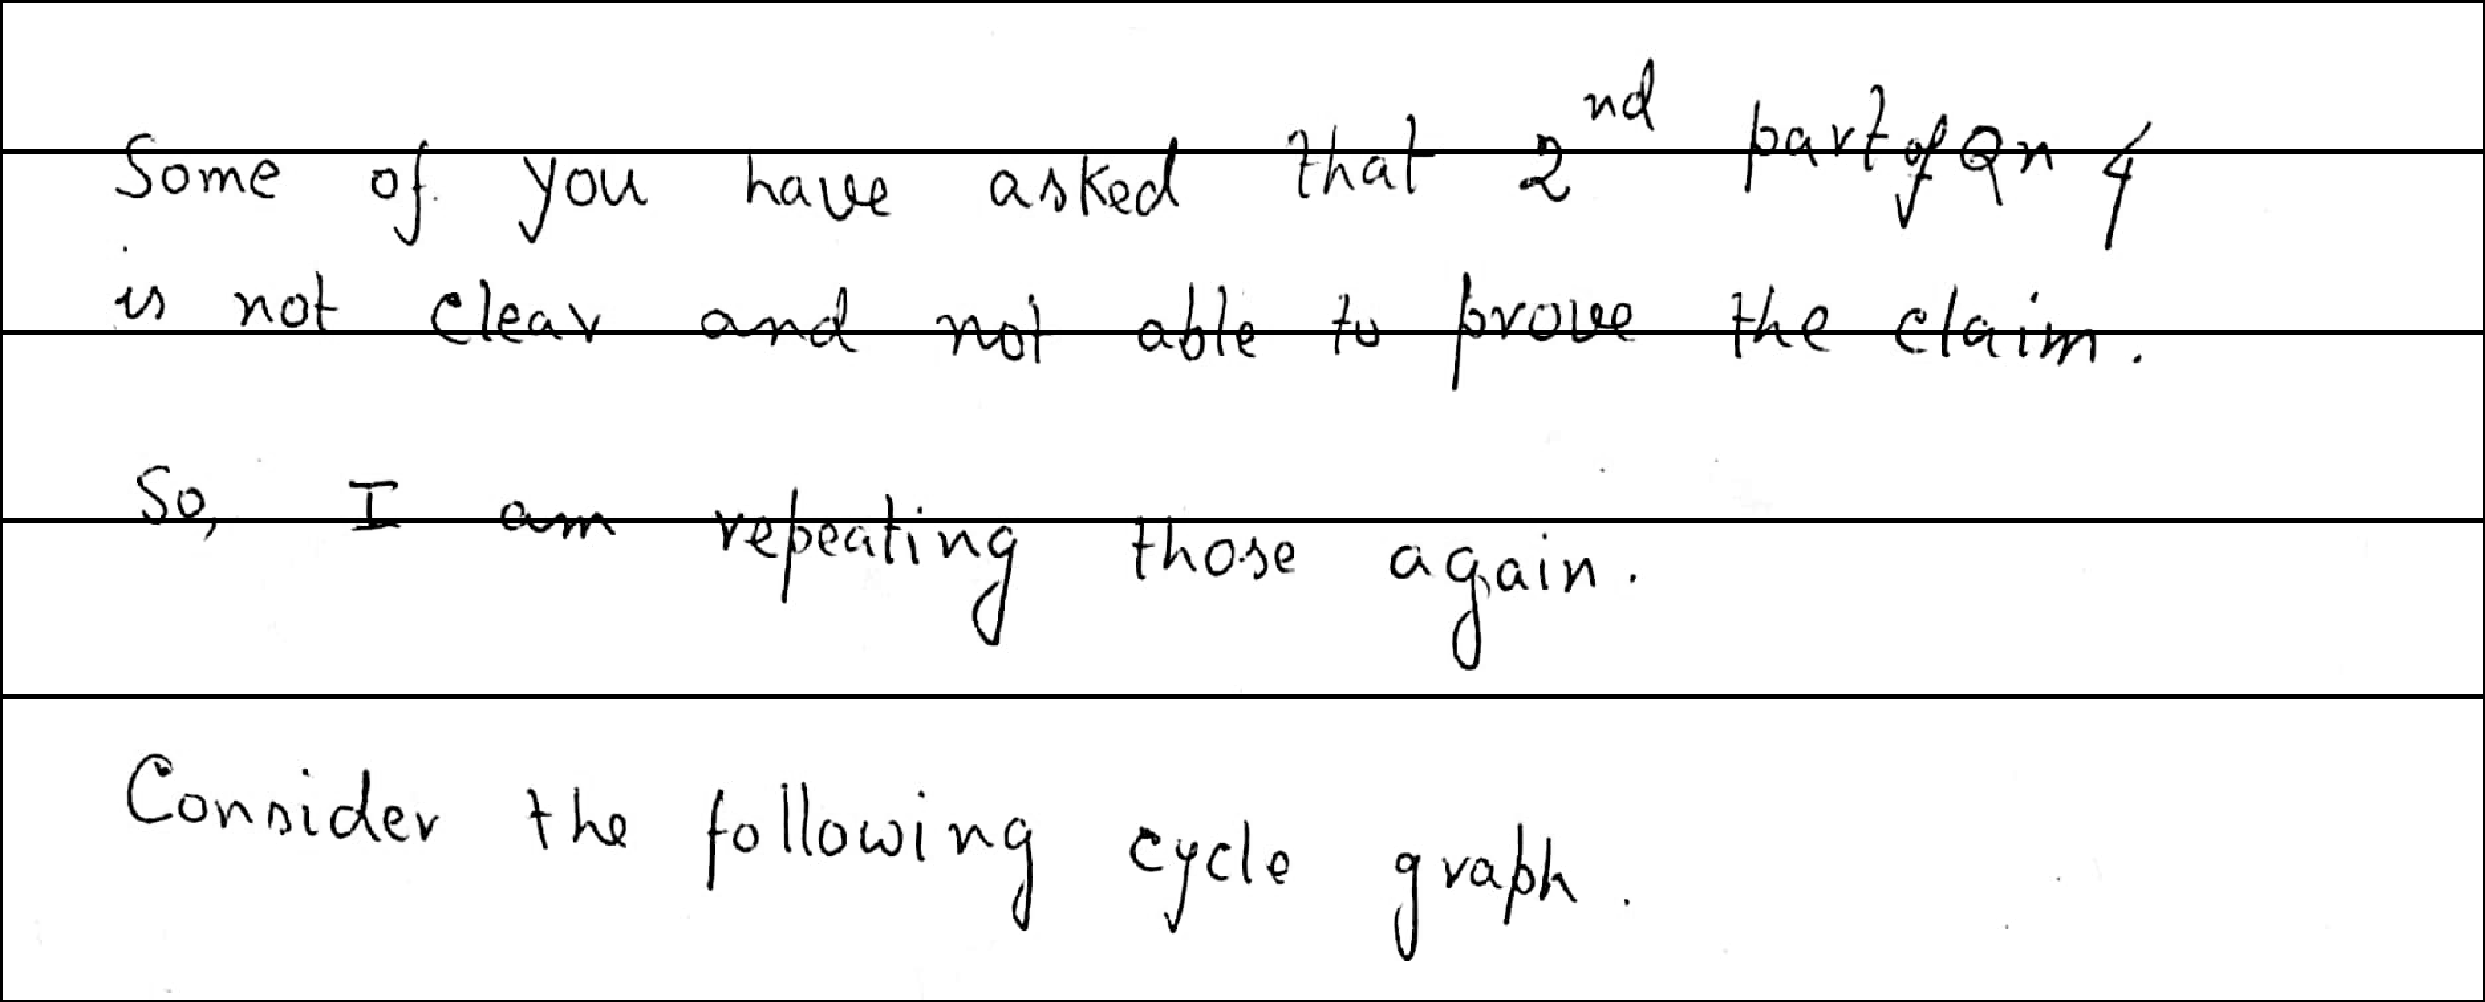 Some of you have asked that 2nd part of Qn 4
is not clear and not able to prove the claim.
So, I am repeating those again.
Consider the following cycle graph.